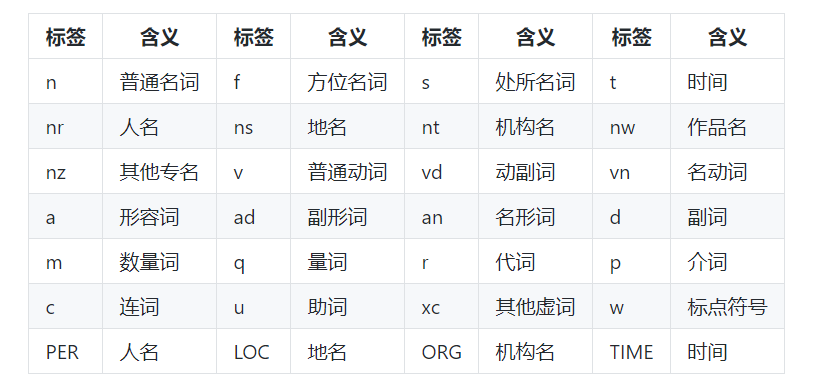 标签 含义 标签 含义 标签 含义 标签 含义
n 普通名词 f 方位名词 s 处所名词 t 时间
nr 人名 ns 地名 nt 机构名 nw 作品名
nz 其他专名 v 普通动词 vd 动副词 vn 名动词
a 形容词 ad 副形词 an 名形词 d 副词
m 数量词 q 量词 r 代词 p 介词
c 连词 u 助词 xc 其他虚词 w 标点符号
PER 人名 LOC 地名 ORG 机构名 TIME 时间